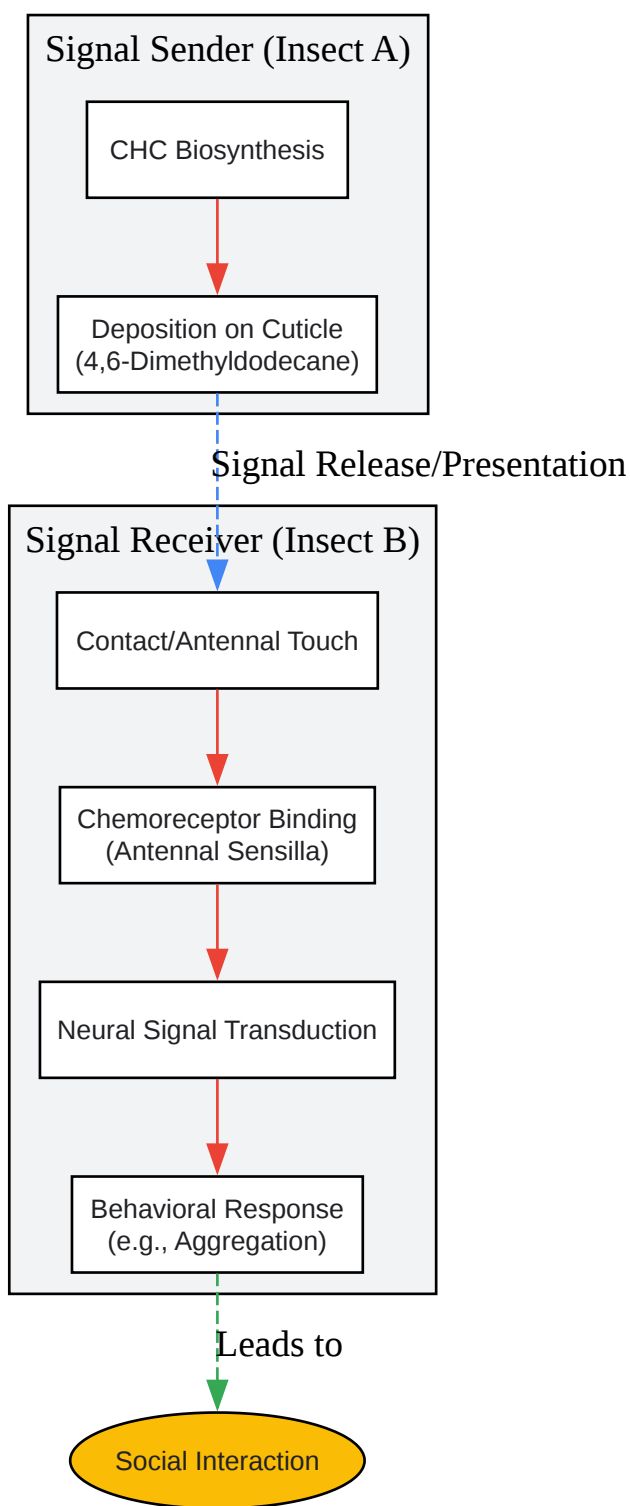 Signal Sender (Insect A)
CHC Biosynthesis
Deposition on Cuticle
(4,6-Dimethyldodecane)
Signal Release/Presentation
Signal Receiver (Insect B)
Contact/Antennal Touch
Chemoreceptor Binding
(Antennal Sensilla)
Neural Signal Transduction
Behavioral Response
(e.g., Aggregation)
Leads to
Social Interaction